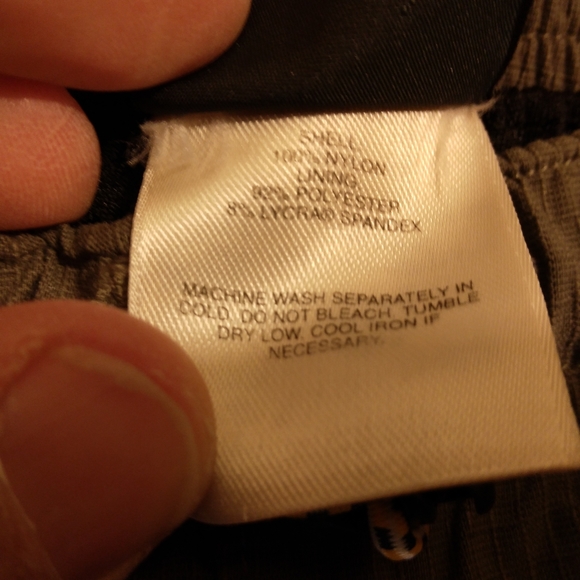 SHELL
100% NYLON
LINING
92% POLYESTER
8% LYCRA® SPANDEX
MACHINE WASH SEPARATELY IN
COLD. DO NOT BLEACH. TUMBLE
DRY LOW. COOL IRON IF
NECESSARY.